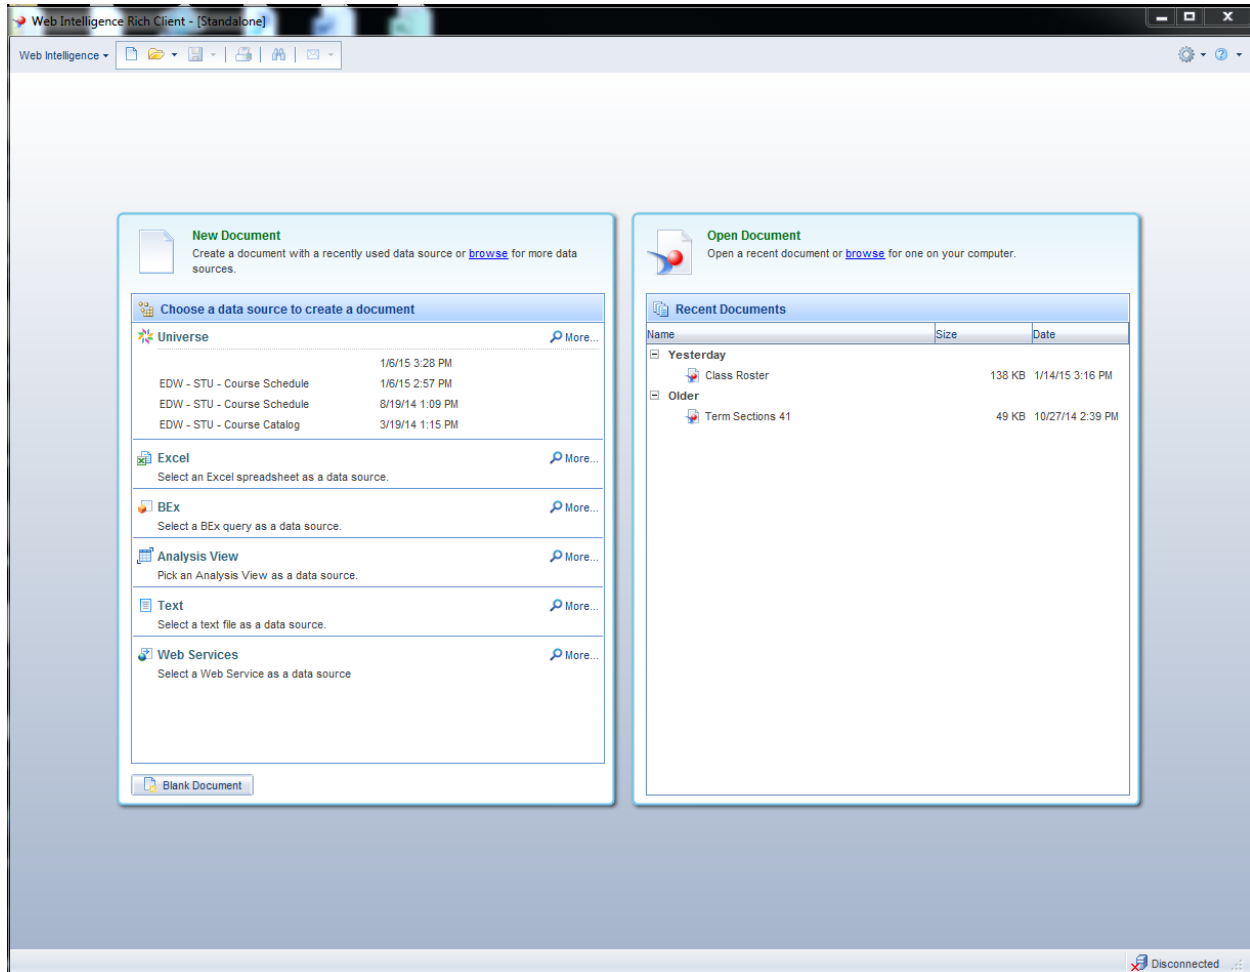 Web Intelligence Rich Client - [Standalone]
Web Intelligence
New Document
Create a document with a recently used data source or browse for more data
sources.
Choose a data source to create a document
Universe More...
1/6/15 3:28 PM
EDW - STU - Course Schedule 1/6/15 2:57 PM
EDW - STU - Course Schedule 8/19/14 1:09 PM
EDW - STU - Course Catalog 3/19/14 1:15 PM
Excel More...
Select an Excel spreadsheet as a data source.
BEx More...
Select a BEx query as a data source.
Analysis View More...
Pick an Analysis View as a data source.
Text More...
Select a text file as a data source.
Web Services More...
Select a Web Service as a data source
Blank Document
Open Document
Open a recent document or browse for one on your computer.
Recent Documents
Name Size Date
Yesterday
Class Roster 138 KB 1/14/15 3:16 PM
Older
Term Sections 41 49 KB 10/27/14 2:39 PM
Disconnected